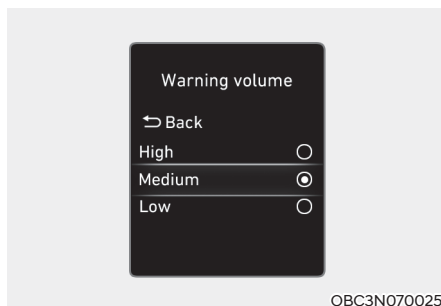 Warning volume
Back
High
Medium
Low
OBC3N070025